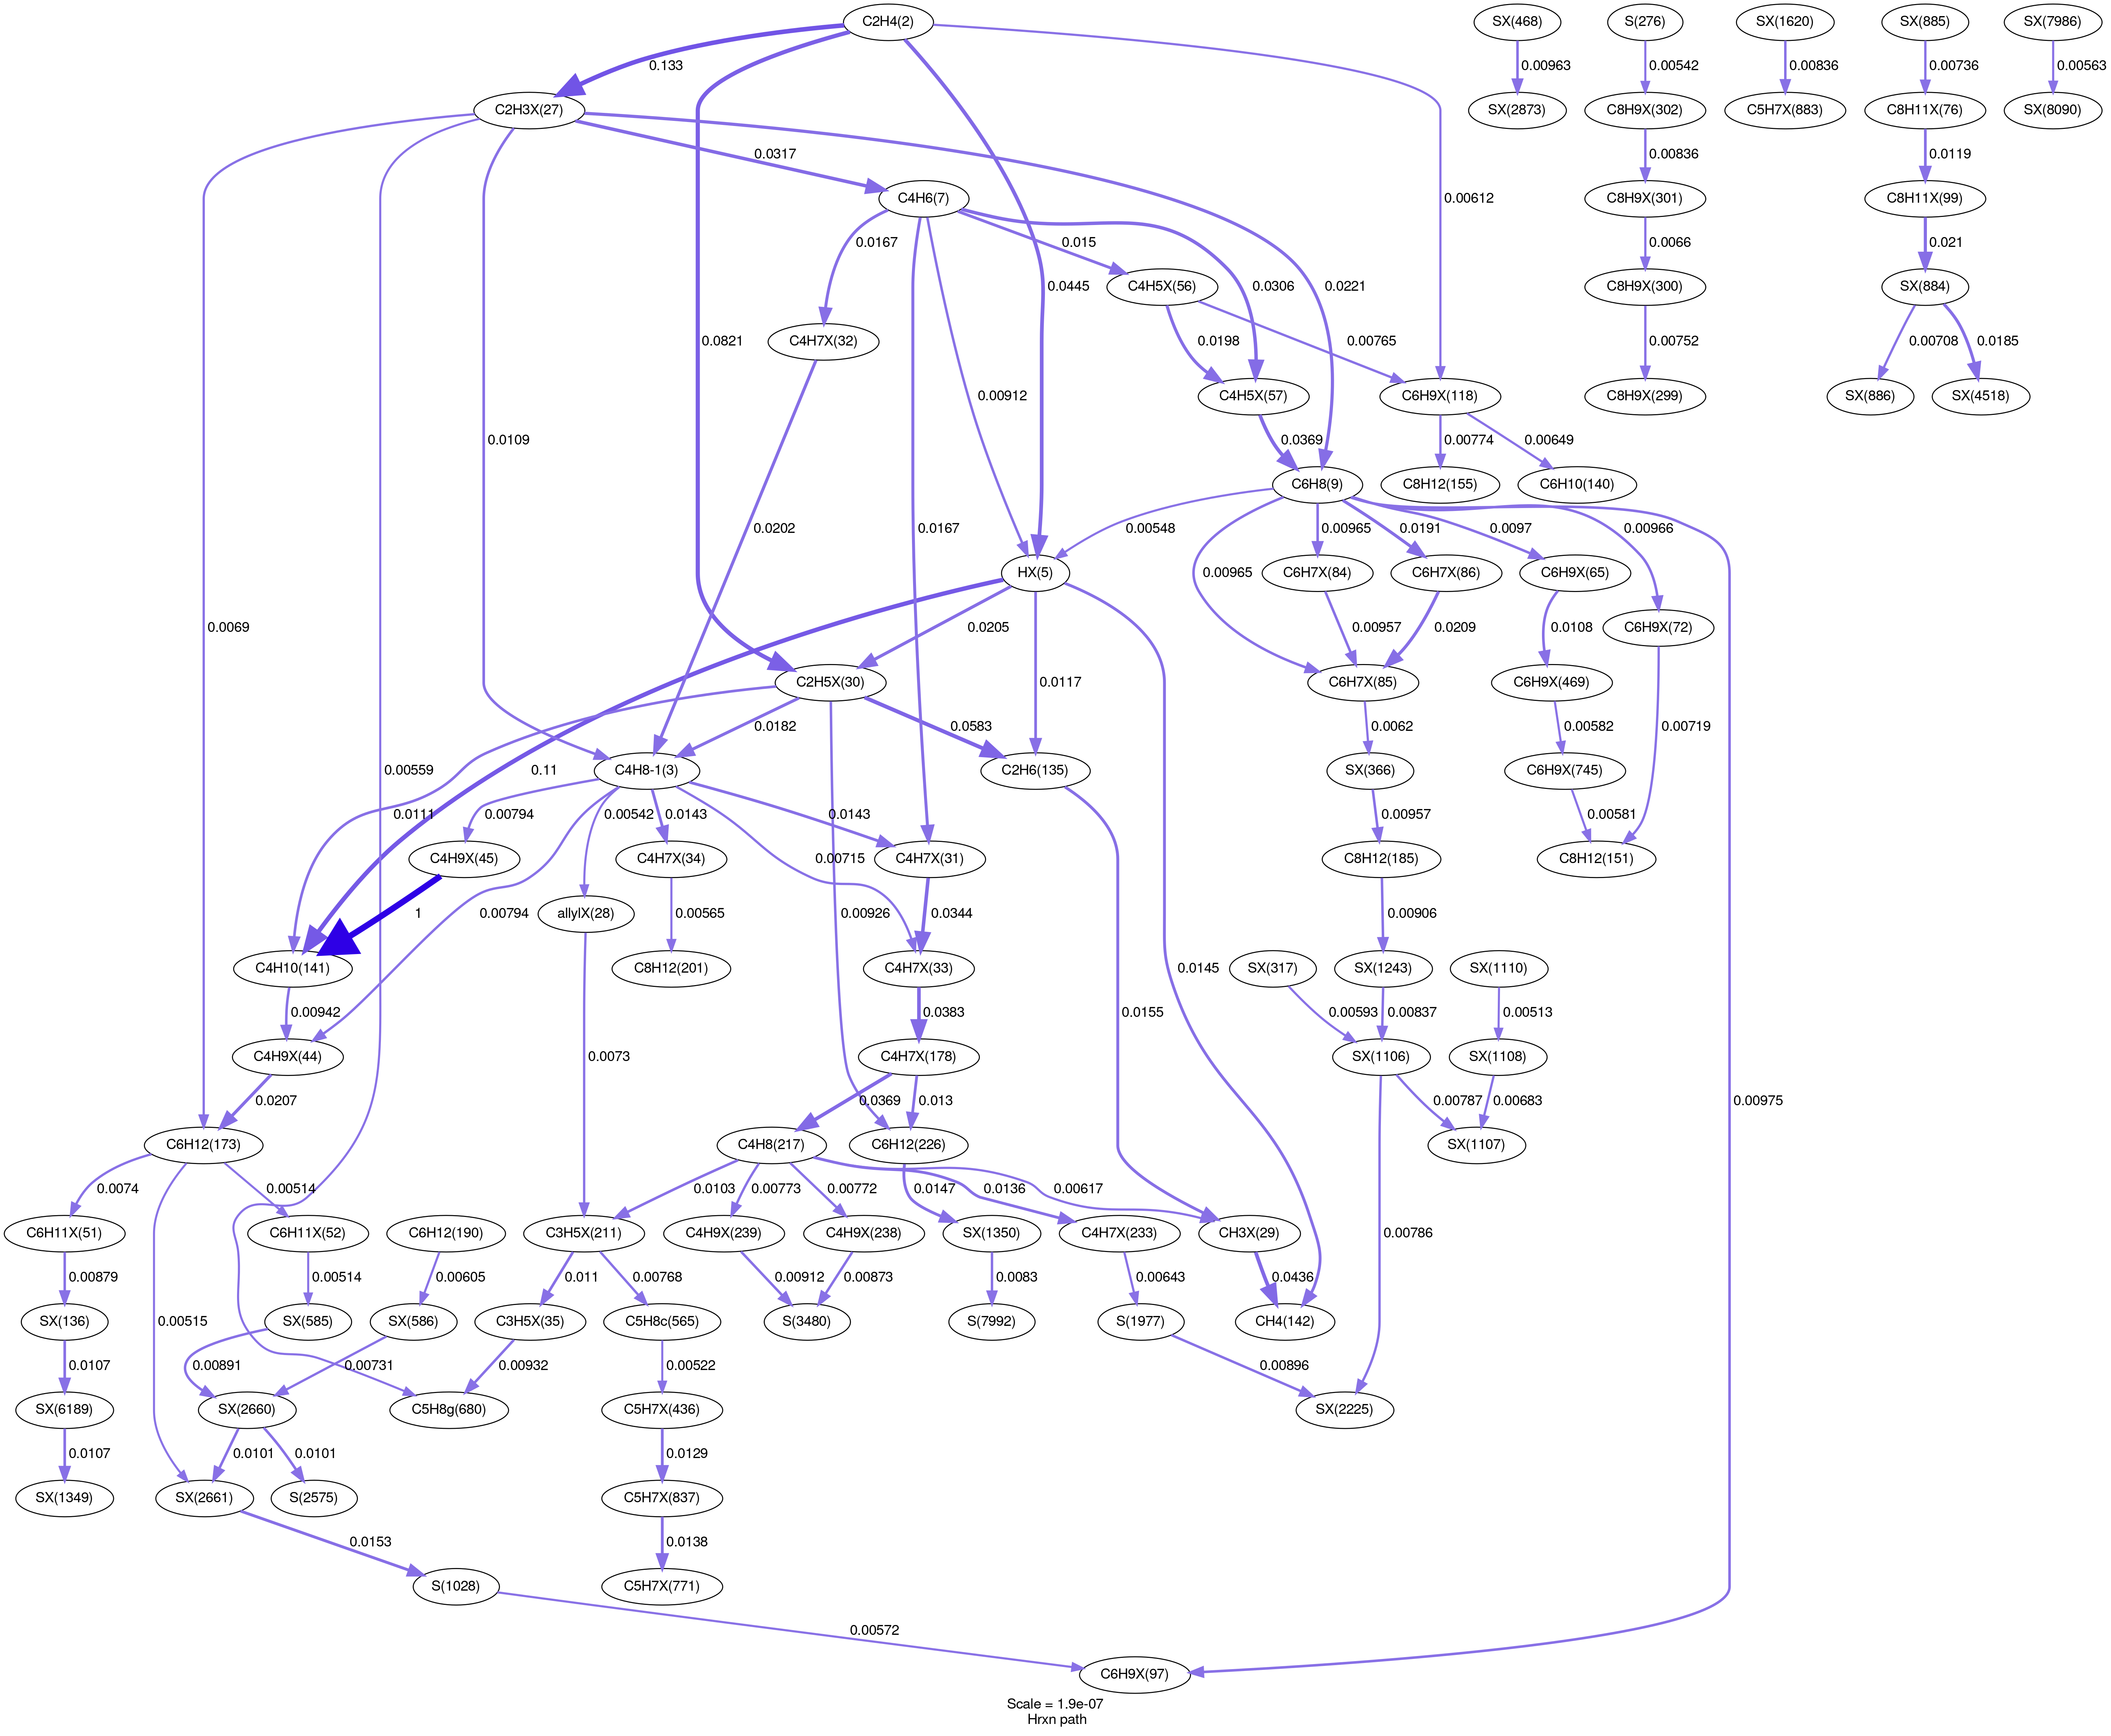 C2H4(2)
SX(468)
S(276)
SX(1620)
SX(885)
SX(7986)
0.133
0.00963
0.00542
0.00836
0.00736
0.00563
C2H3X(27)
SX(2873)
C8H9X(302)
C5H7X(883)
C8H11X(76)
SX(8090)
0.0317
0.00836
0.0119
C4H6(7)
0.00612
C8H9X(301)
C8H11X(99)
0.0167
0.015
0.0066
0.021
C4H5X(56)
0.0445
0.0306
0.0221
C8H9X(300)
SX(884)
C4H7X(32)
0.0821
0.0198
0.00765
0.00752
0.00708
0.0185
0.00912
C4H5X(57)
C6H9X(118)
C8H9X(299)
SX(886)
SX(4518)
0.0109
0.0369
0.00774
0.00649
C6H8(9)
C8H12(155)
C6H10(140)
0.0202
0.0167
0.00548
0.00965
0.0191
0.0097
0.00966
HX(5)
0.00965
C6H7X(84)
C6H7X(86)
C6H9X(65)
0.0069
0.0205
0.00957
0.0209
0.0108
C6H9X(72)
C2H5X(30)
0.0117
C6H7X(85)
C6H9X(469)
0.0182
0.0583
0.0062
0.00582
0.00719
0.00559
0.11
C4H8-1(3)
C2H6(135)
SX(366)
C6H9X(745)
0.0111
0.00794
0.00542
0.0143
0.0143
0.00957
0.00581
C4H9X(45)
C4H7X(34)
0.00715
C4H7X(31)
C8H12(185)
C8H12(151)
1
0.00794
allylX(28)
0.00565
0.00926
0.0344
0.00906
C4H10(141)
C8H12(201)
C4H7X(33)
SX(317)
SX(1243)
SX(1110)
0.00942
0.0383
0.0145
0.0155
0.00593
0.00837
0.00513
C4H9X(44)
0.0073
C4H7X(178)
SX(1106)
SX(1108)
0.0207
0.0369
0.013
0.00787
0.00683
0.00975
C6H12(173)
C4H8(217)
C6H12(226)
SX(1107)
0.0074
0.00514
0.0103
0.00773
0.00772
0.0147
0.0136
0.00617
C6H11X(51)
C6H11X(52)
C6H12(190)
C3H5X(211)
C4H9X(239)
C4H9X(238)
SX(1350)
C4H7X(233)
CH3X(29)
0.00786
0.00879
0.00514
0.00605
0.011
0.00768
0.00912
0.00873
0.0083
0.00643
0.0436
SX(136)
0.00515
SX(585)
SX(586)
C3H5X(35)
C5H8c(565)
S(3480)
S(7992)
S(1977)
CH4(142)
0.0107
0.00891
0.00731
0.00932
0.00522
0.00896
SX(6189)
SX(2660)
C5H8g(680)
C5H7X(436)
SX(2225)
0.0107
0.0101
0.0101
0.0129
SX(1349)
SX(2661)
S(2575)
C5H7X(837)
0.0153
0.0138
S(1028)
C5H7X(771)
0.00572
C6H9X(97)
Scale = 1.9e-07
Hrxn path